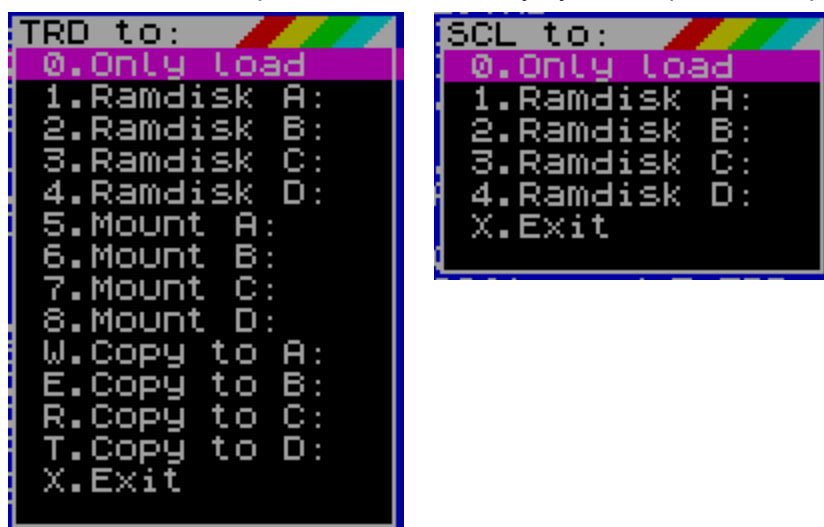 TRD to:
0.Only load
1.Ramdisk A:
2.Ramdisk B:
3.Ramdisk C:
4.Ramdisk D:
5.Mount A:
6.Mount B:
7.Mount C:
8.Mount D:
W.Copy to A:
E.Copy to B:
R.Copy to C:
T.Copy to D:
X.Exit
SCL to:
0.Only load
1.Ramdisk A:
2.Ramdisk B:
3.Ramdisk C:
4.Ramdisk D:
X.Exit